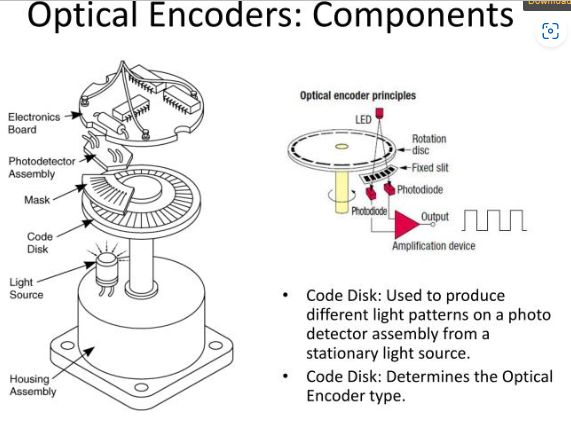 Optical Encoders: Components
Download
Electronics
Board
Photodetector
Assembly
Mask
Code
Disk
Light
Source
Housing
Assembly
Optical encoder principles
LED
Rotation
disc
Fixed slit
Photodiode
Photodiode
Output
Amplification device
• Code Disk: Used to produce
different light patterns on a photo
detector assembly from a
stationary light source.
• Code Disk: Determines the Optical
Encoder type.